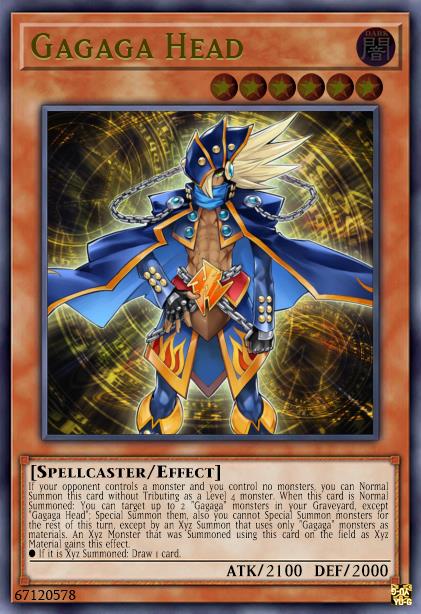 Gagaga Head
DARK
闇
[Spellcaster/Effect]
If your opponent controls a monster and you control no monsters, you can Normal
Summon this card without Tributing as a Level 4 monster. When this card is Normal
Summoned: You can target up to 2 "Gagaga" monsters in your Graveyard, except
"Gagaga Head"; Special Summon them, also you cannot Special Summon monsters for
the rest of this turn, except by an Xyz Summon that uses only "Gagaga" monsters as
materials. An Xyz Monster that was Summoned using this card on the field as Xyz
Material gains this effect.
● If it is Xyz Summoned: Draw 1 card.
ATK/2100 DEF/2000
67120578